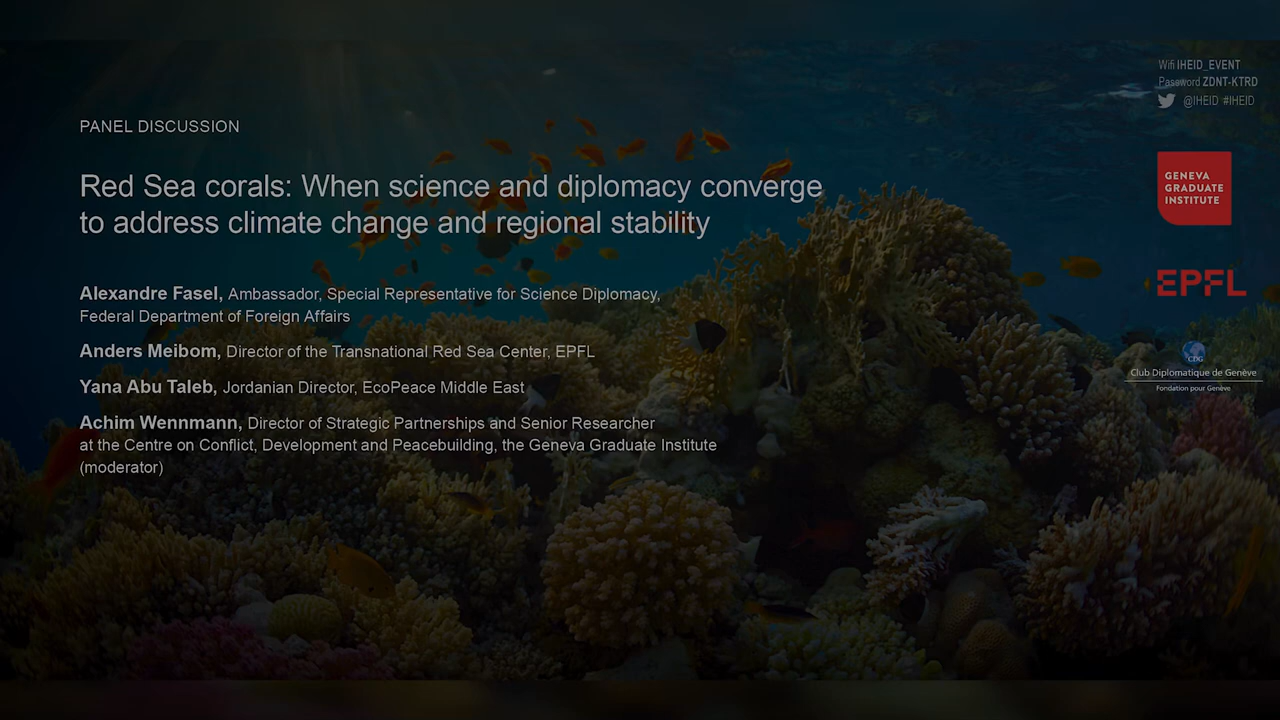 Wifi IHEID_EVENT
Password ZDNT-KTRD
@IHEID #IHEID
PANEL DISCUSSION
Red Sea corals: When science and diplomacy converge
to address climate change and regional stability
Alexandre Fasel, Ambassador, Special Representative for Science Diplomacy,
Federal Department of Foreign Affairs
Anders Meibom, Director of the Transnational Red Sea Center, EPFL
Yana Abu Taleb, Jordanian Director, EcoPeace Middle East
Achim Wennmann, Director of Strategic Partnerships and Senior Researcher
at the Centre on Conflict, Development and Peacebuilding, the Geneva Graduate Institute
(moderator)
GENEVA
GRADUATE
INSTITUTE
EPFL
CDG
Club Diplomatique de Genève
Fondation pour Genève